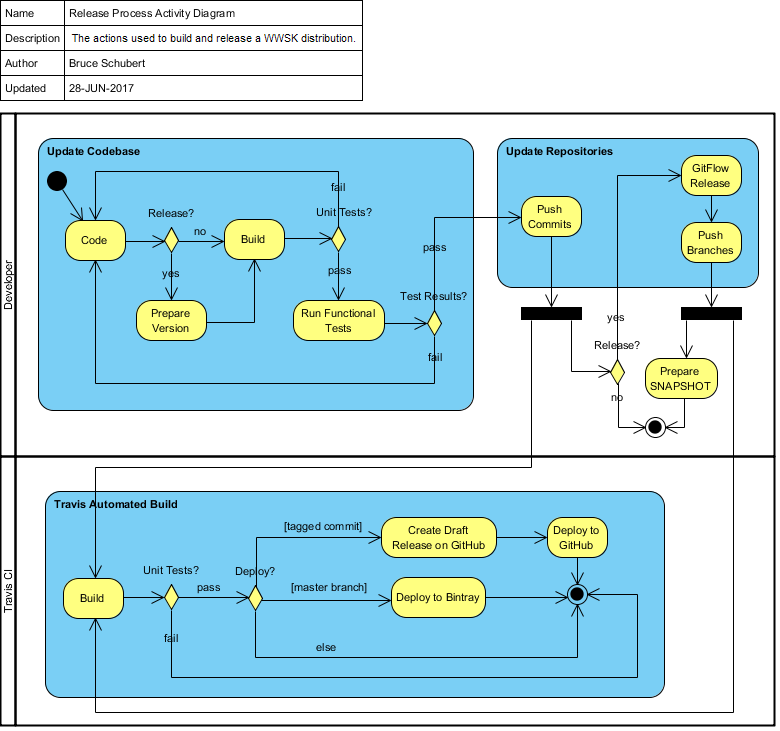 Name Release Process Activity Diagram
Description The actions used to build and release a WWSK distribution.
Author Bruce Schubert
Updated 28-JUN-2017
Developer
Update Codebase
Code
Release?
no
yes
Prepare
Version
Build
fail
Unit Tests?
pass
Run Functional
Tests
Test Results?
pass
fail
Update Repositories
Push
Commits
GitFlow
Release
Push
Branches
yes
Release?
no
Prepare
SNAPSHOT
Travis CI
Travis Automated Build
Build
Unit Tests?
pass
fail
Deploy?
[tagged commit]
Create Draft
Release on GitHub
Deploy to
GitHub
[master branch]
Deploy to Bintray
else